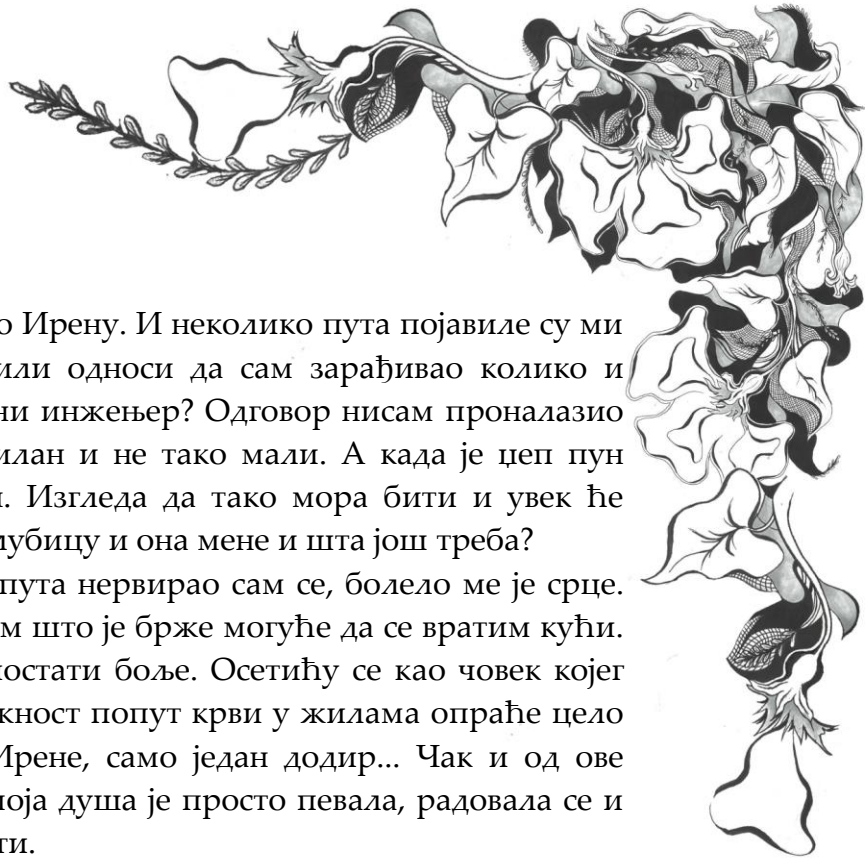 о Ирену. И неколико пута појавиле су ми
или односи да сам зарађивао колико и
ни инжењер? Одговор нисам проналазио
илан и не тако мали. А када је џеп пун
. Изгледа да тако мора бити и увек ће
убицу и она мене и шта још треба?
пута нервирао сам се, болело ме је срце.
м што је брже могуће да се вратим кући.
постати боље. Осетићу се као човек којег
жност попут крви у жилама опраће цело
Ирене, само један додир... Чак и од ове
моја душа је просто певала, радовала се и
ти.